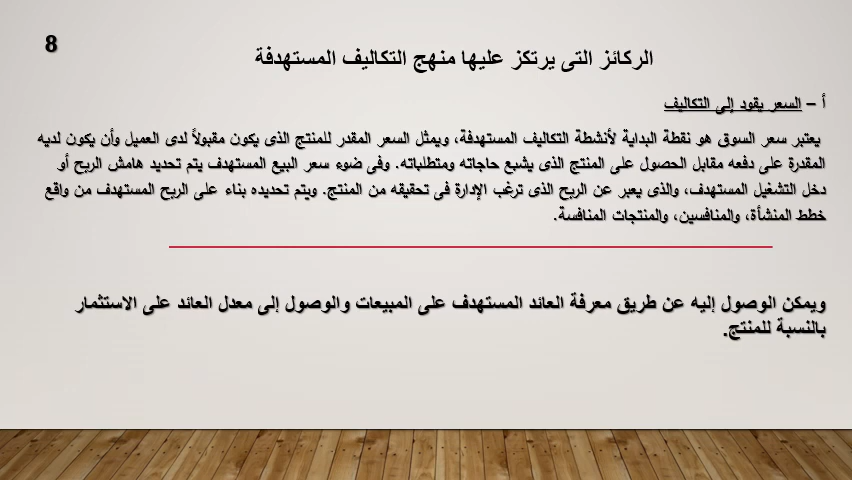 8
الركائز التى يرتكز عليها منهج التكاليف المستهدفة
أ – السعر يقود إلى التكاليف
يعتبر سعر السوق هو نقطة البداية لأنشطة التكاليف المستهدفة، ويمثل السعر المقدر للمنتج الذى يكون مقبولاً لدى العميل وأن يكون لديه
المقدرة على دفعه مقابل الحصول على المنتج الذى يشبع حاجاته ومتطلباته. وفى ضوء سعر البيع المستهدف يتم تحديد هامش الربح أو
دخل التشغيل المستهدف، والذى يعبر عن الربح الذى ترغب الإدارة فى تحقيقه من المنتج. ويتم تحديده بناء على الربح المستهدف من واقع
خطط المنشأة، والمنافسين، والمنتجات المنافسة.
ويمكن الوصول إليه عن طريق معرفة العائد المستهدف على المبيعات والوصول إلى معدل العائد على الاستثمار
بالنسبة للمنتج.